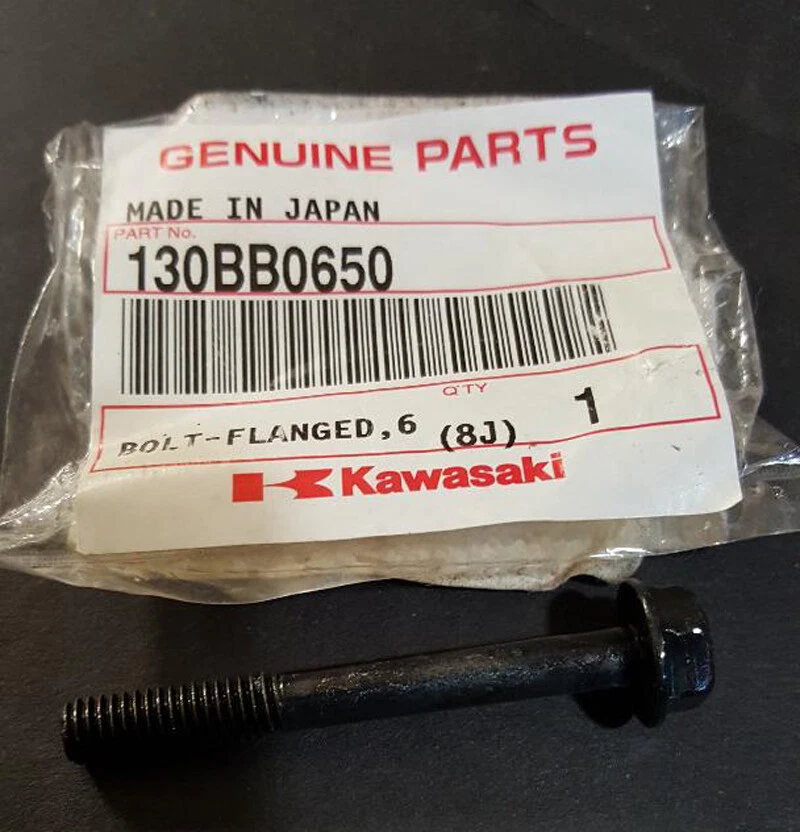 GENUINE PARTS
MADE IN JAPAN
PART No.
130BB0650
Q'TY
BOLT-FLANGED,6 (8J) 1
Kawasaki